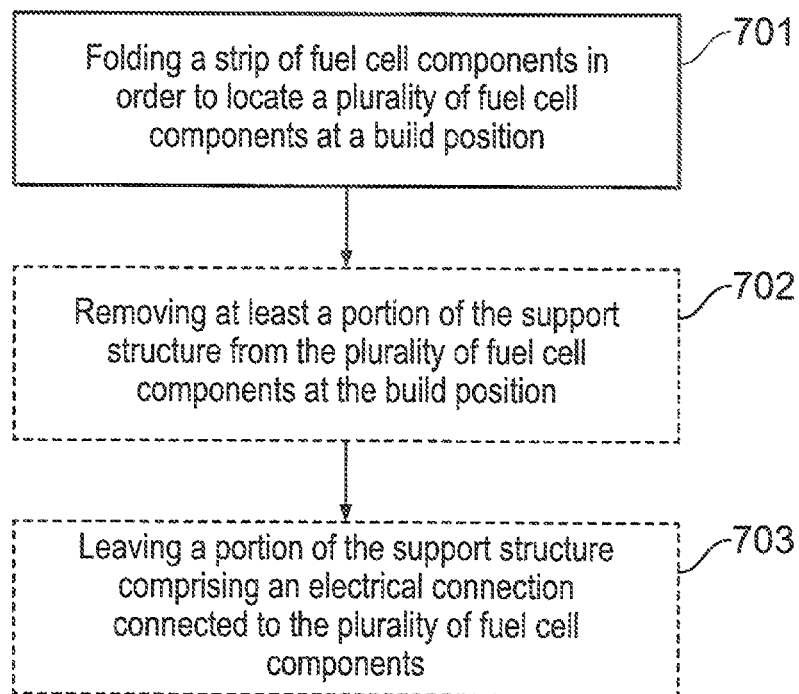 701
Folding a strip of fuel cell components in
order to locate a plurality of fuel cell
components at a build position
702
Removing at least a portion of the support
structure from the plurality of fuel cell
components at the build position
703
Leaving a portion of the support structure
comprising an electrical connection
connected to the plurality of fuel cell
components